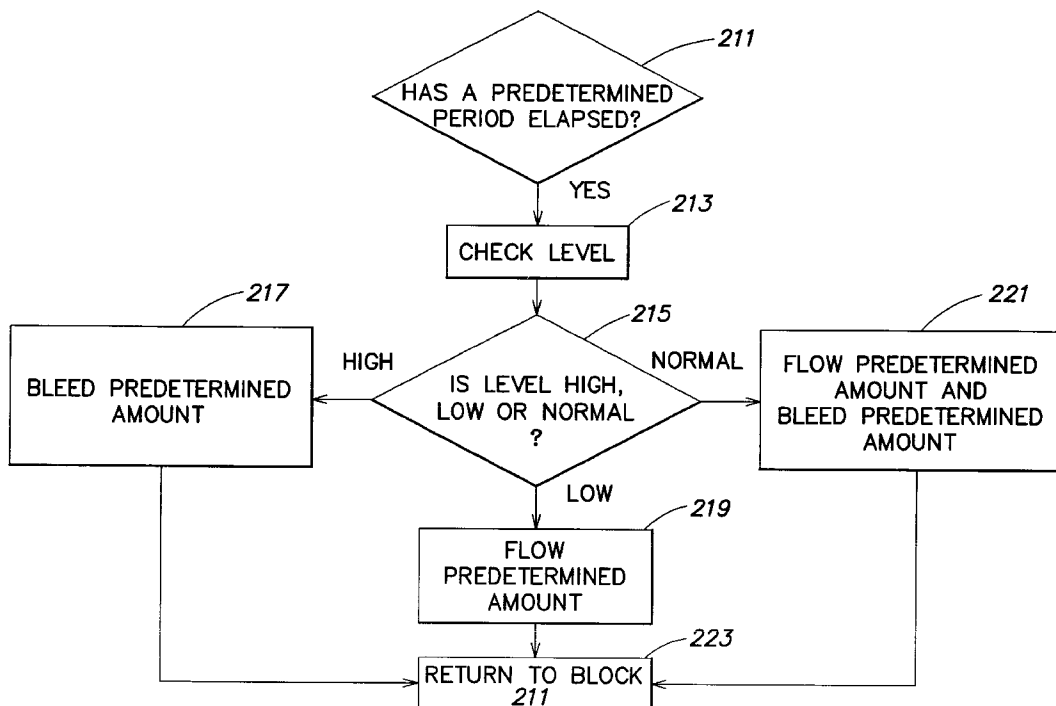 211
HAS A PREDETERMINED
PERIOD ELAPSED?
YES
213
CHECK LEVEL
217
215
221
HIGH
NORMAL
BLEED PREDETERMINED
AMOUNT
IS LEVEL HIGH,
LOW OR NORMAL
?
FLOW PREDETERMINED
AMOUNT AND
BLEED PREDETERMINED
AMOUNT
LOW
219
FLOW
PREDETERMINED
AMOUNT
223
RETURN TO BLOCK
211